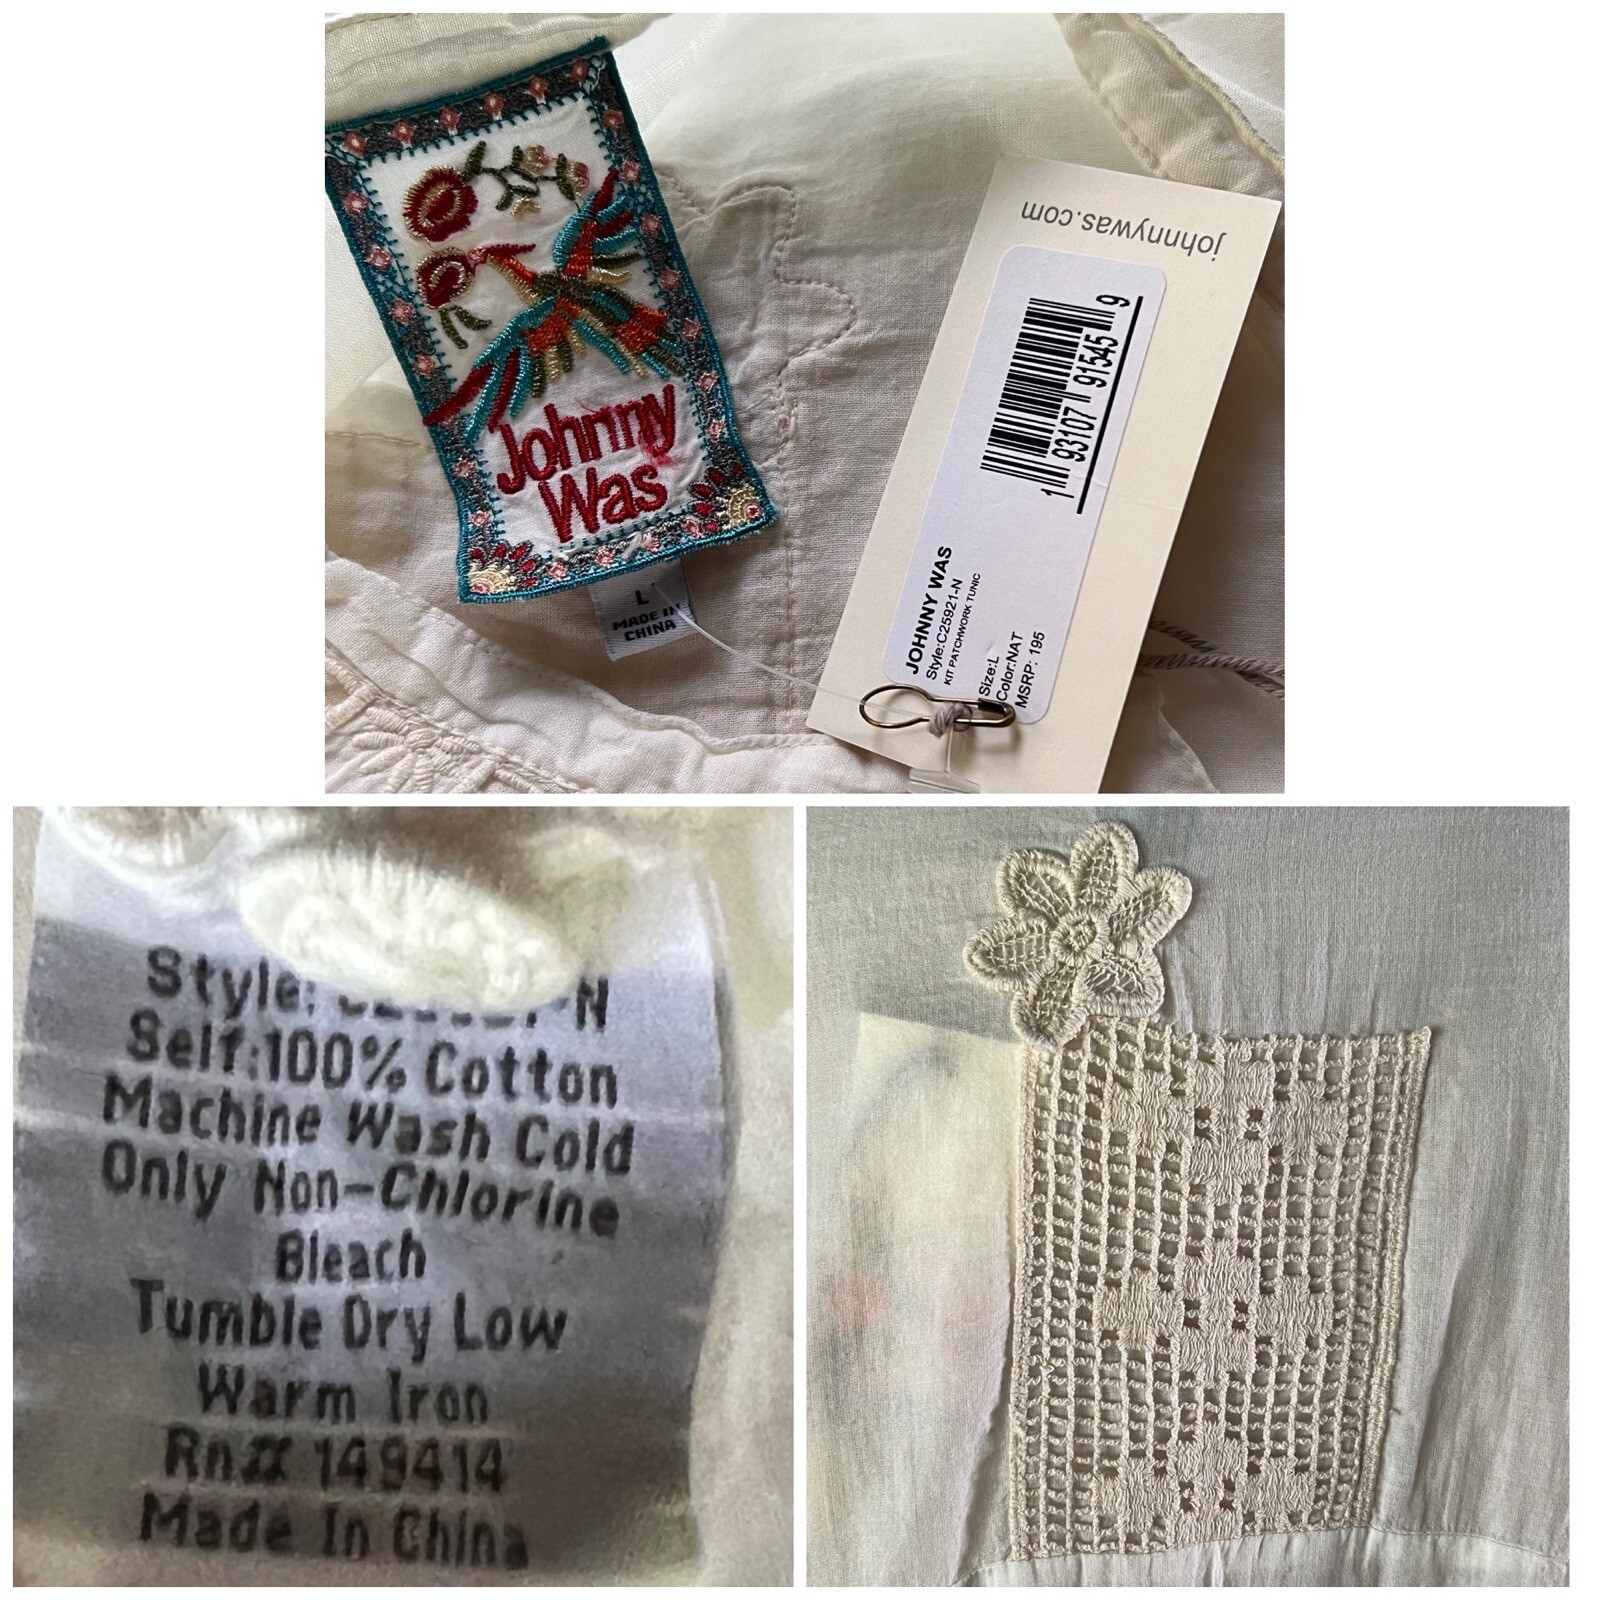 Johnny
Was
L
MADE IN
CHINA
johnnywas.com
1 93107 91545 9
JOHNNY WAS
Style:C25921-N
KIT PATCHWORK TUNIC
Size:L
Color:NAT
MSRP: 195
Style: N
Self:100% Cotton
Machine Wash Cold
Only Non-Chlorine
Bleach
Tumble Dry Low
Warm Iron
Rn# 149414
Made In China